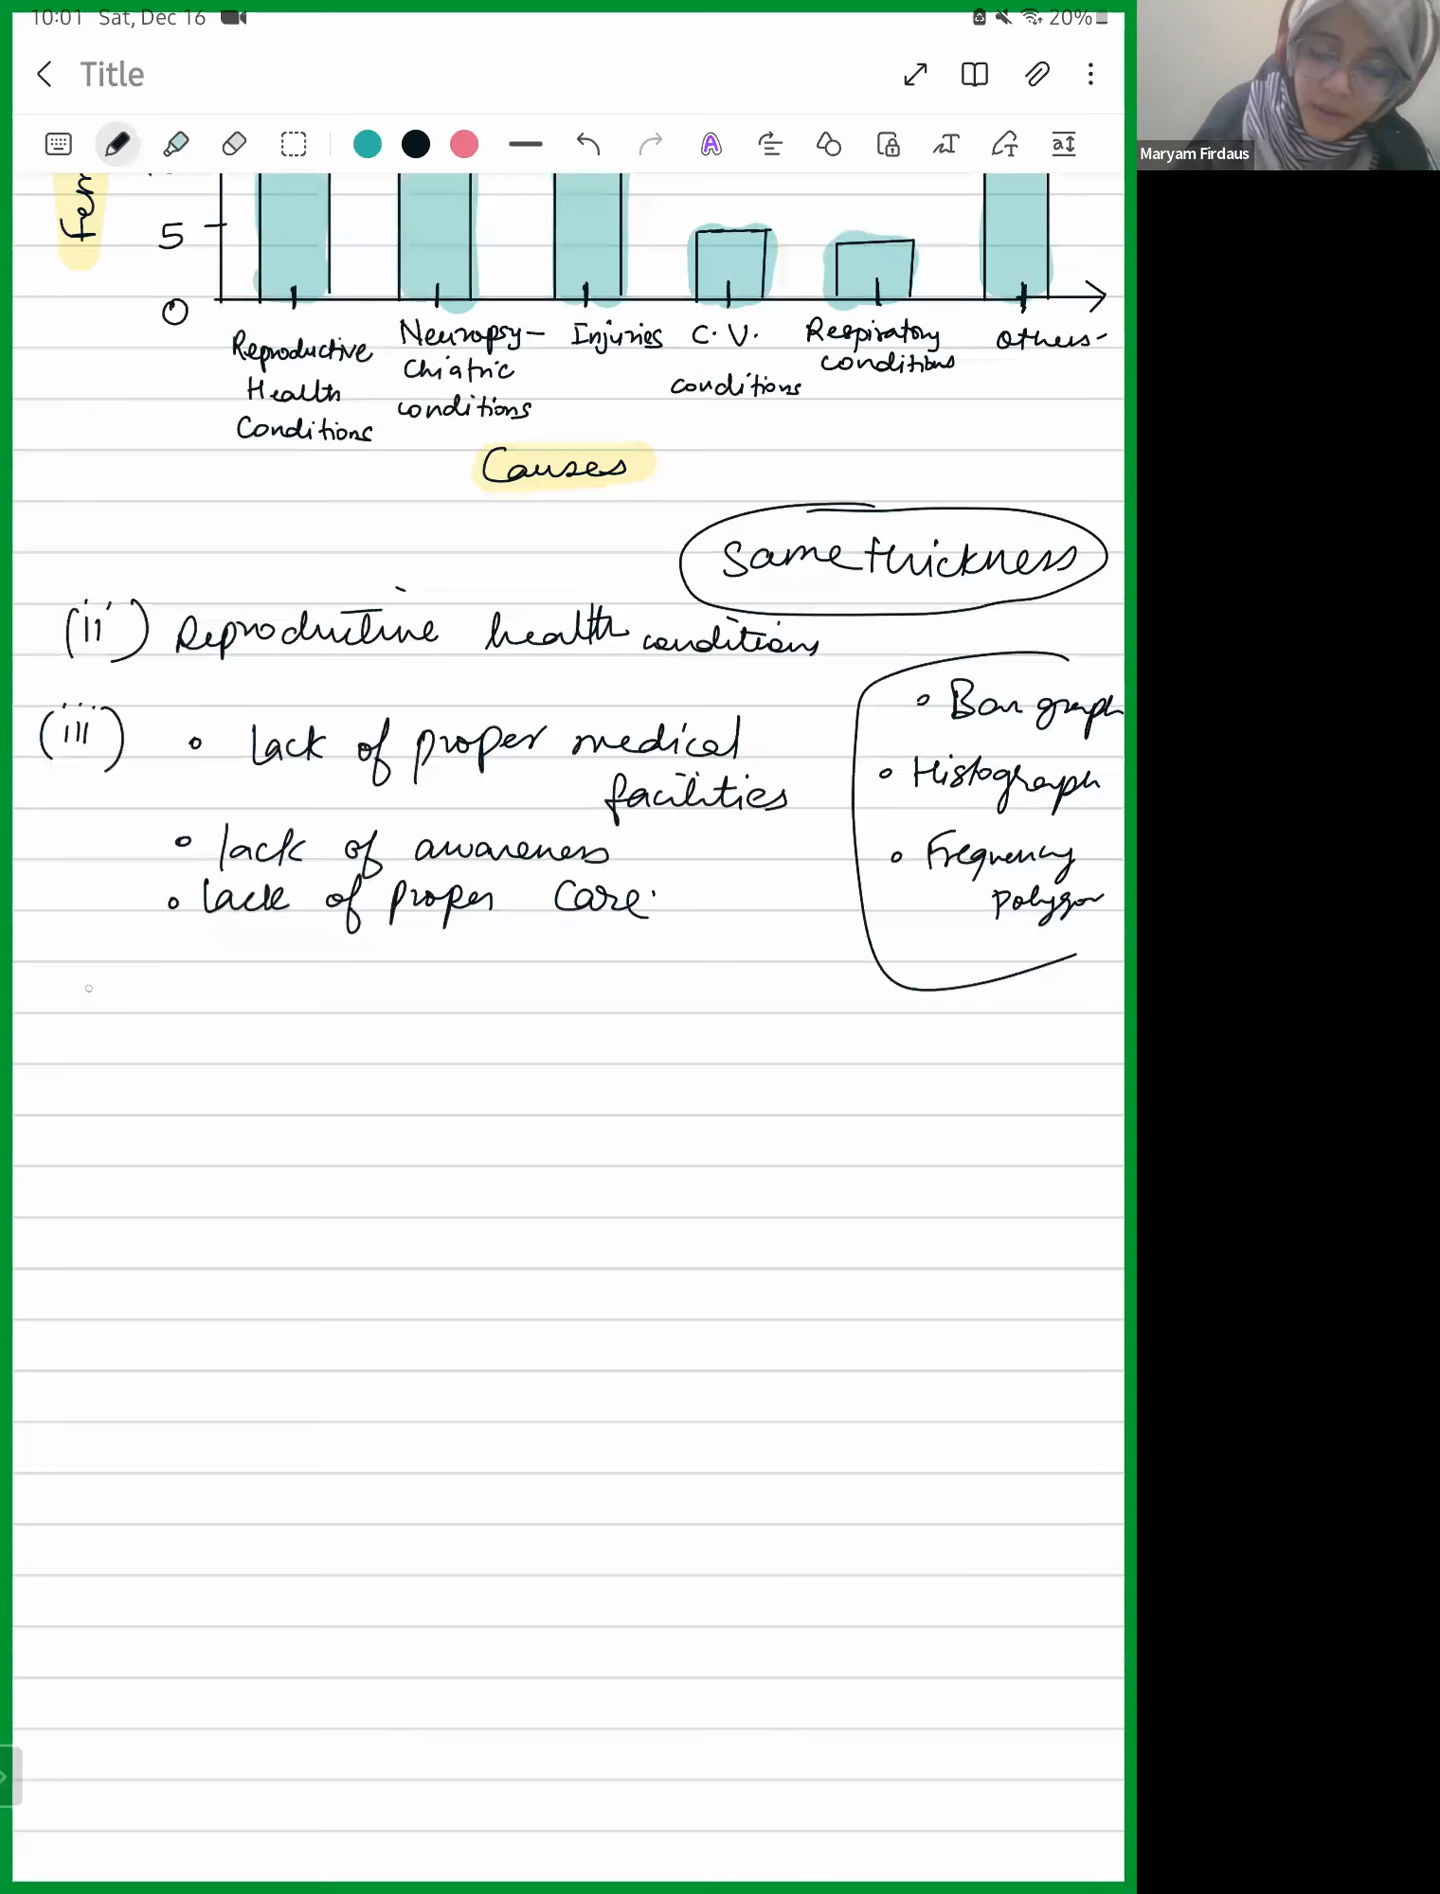 10:01 Sat, Dec 16
20%
Title
Maryam Firdaus
5
0
Reproductive
Health
Conditions
Neuropsy-
chiatric
conditions
Injuries
C.V.
conditions
Respiratory
conditions
others
Causes
Same thickness
(ii) Reproductive health conditions
(iii) • Lack of proper medical
facilities
• lack of awareness
• Lack of proper care.
• Bar graph
• Histograph
• Frequency
polygon